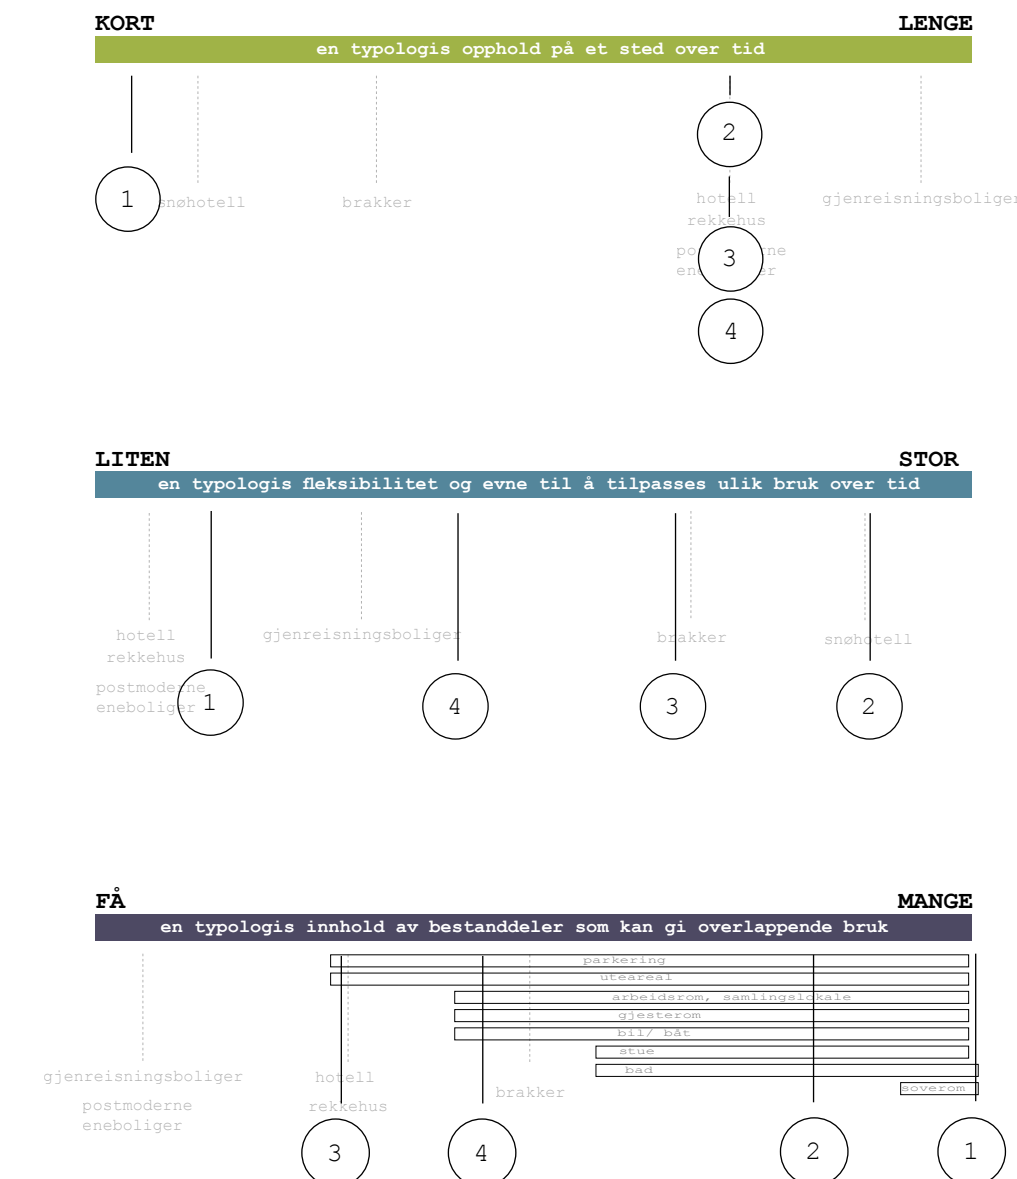 KORT LENGE
en typologis opphold på et sted over tid
2
1 snøhotell brakker hotell gjenreisningsboliger
rekkehus
3
4
LITEN STOR
en typologis fleksibilitet og evne til å tilpasses ulik bruk over tid
hotell gjenreisningsboliger brakker snøhotell
rekkehus
postmoderne
eneboliger 1 4 3 2
FÅ MANGE
en typologis innhold av bestanddeler som kan gi overlappende bruk
parkering
uteareal
arbeidsrom, samlingslokale
gjesterom
bil/ båt
stue
bad
gjenreisningsboliger hotell
soverom
brakker
postmoderne rekkehus
eneboliger
3 4 2 1